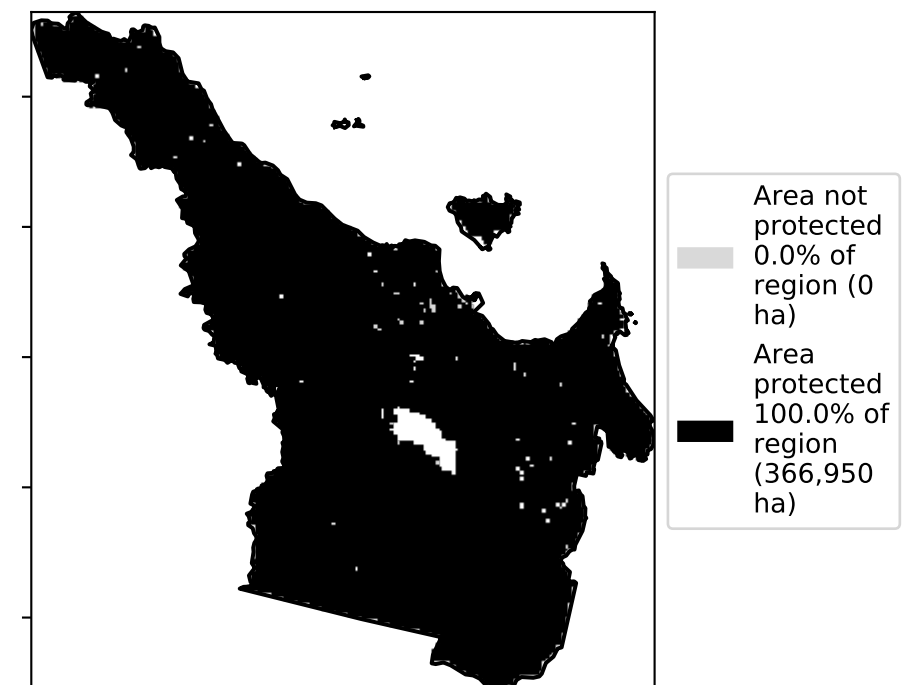 Area not
protected
0.0% of
region (0
ha)
Area
protected
100.0% of
region
(366,950
ha)